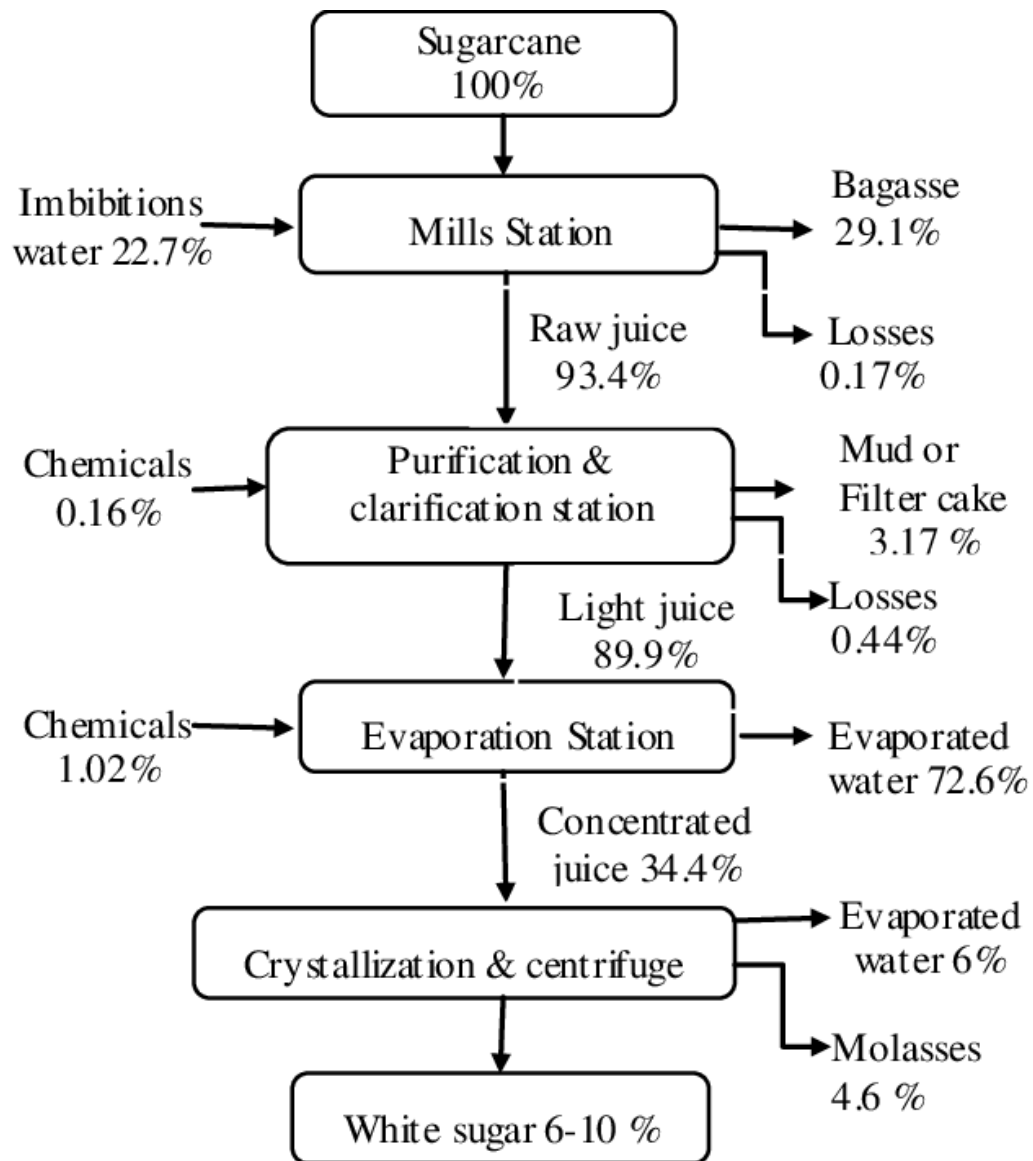 Sugarcane
100%
Imbibitions
water 22.7%
Mills Station
Bagasse
29.1%
Losses
0.17%
Raw juice
93.4%
Chemicals
0.16%
Purification &
clarification station
Mud or
Filter cake
3.17 %
Losses
0.44%
Light juice
89.9%
Chemicals
1.02%
Evaporation Station
Evaporated
water 72.6%
Concentrated
juice 34.4%
Crystallization & centrifuge
Evaporated
water 6%
Molasses
4.6 %
White sugar 6-10 %